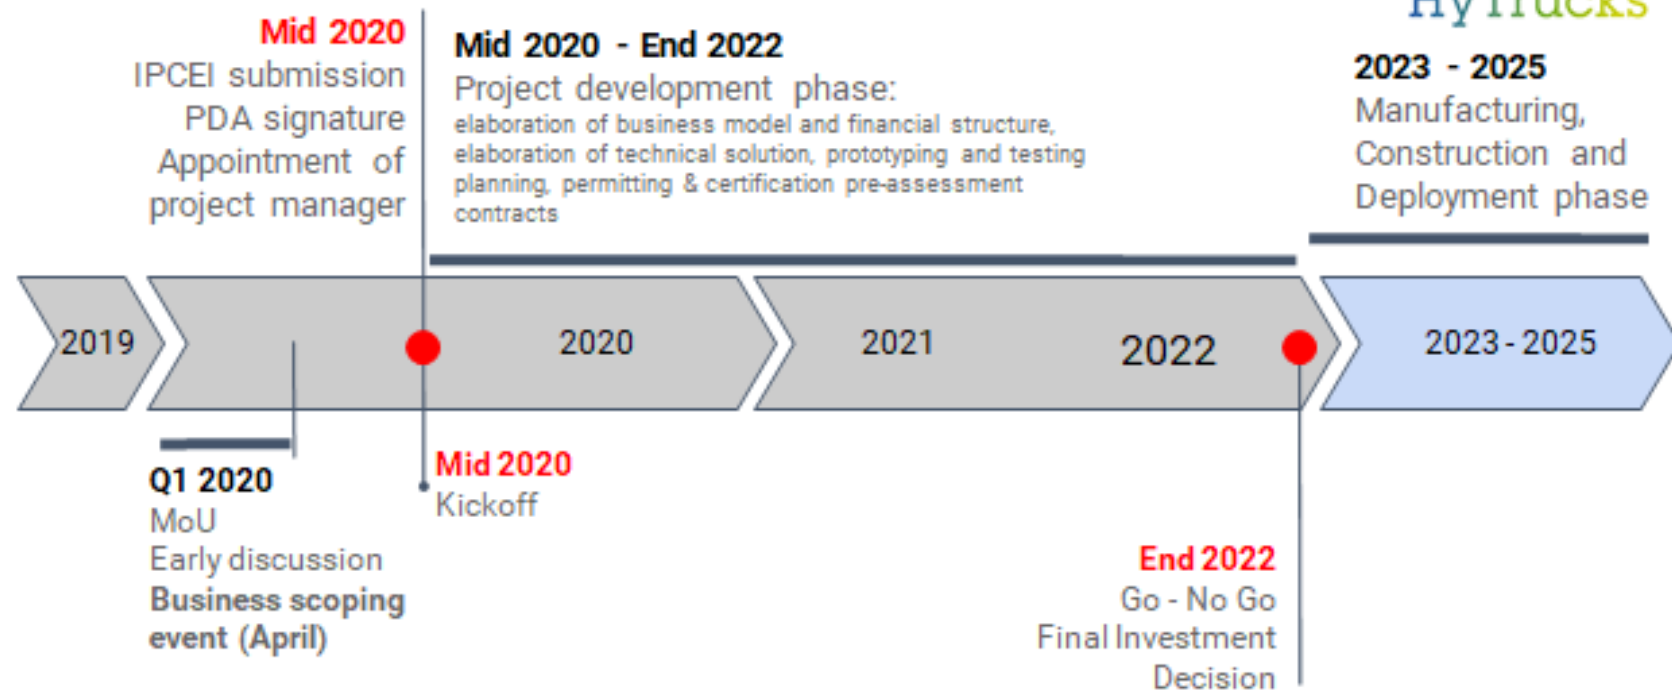 HyTrucks
Mid 2020
IPCEI submission
PDA signature
Appointment of
project manager
Mid 2020 - End 2022
Project development phase:
elaboration of business model and financial structure,
elaboration of technical solution, prototyping and testing
planning, permitting & certification pre-assessment
contracts
2023 - 2025
Manufacturing,
Construction and
Deployment phase
2019
2020
2021
2022
2023 - 2025
Q1 2020
MoU
Early discussion
Business scoping
event (April)
Mid 2020
Kickoff
End 2022
Go - No Go
Final Investment
Decision